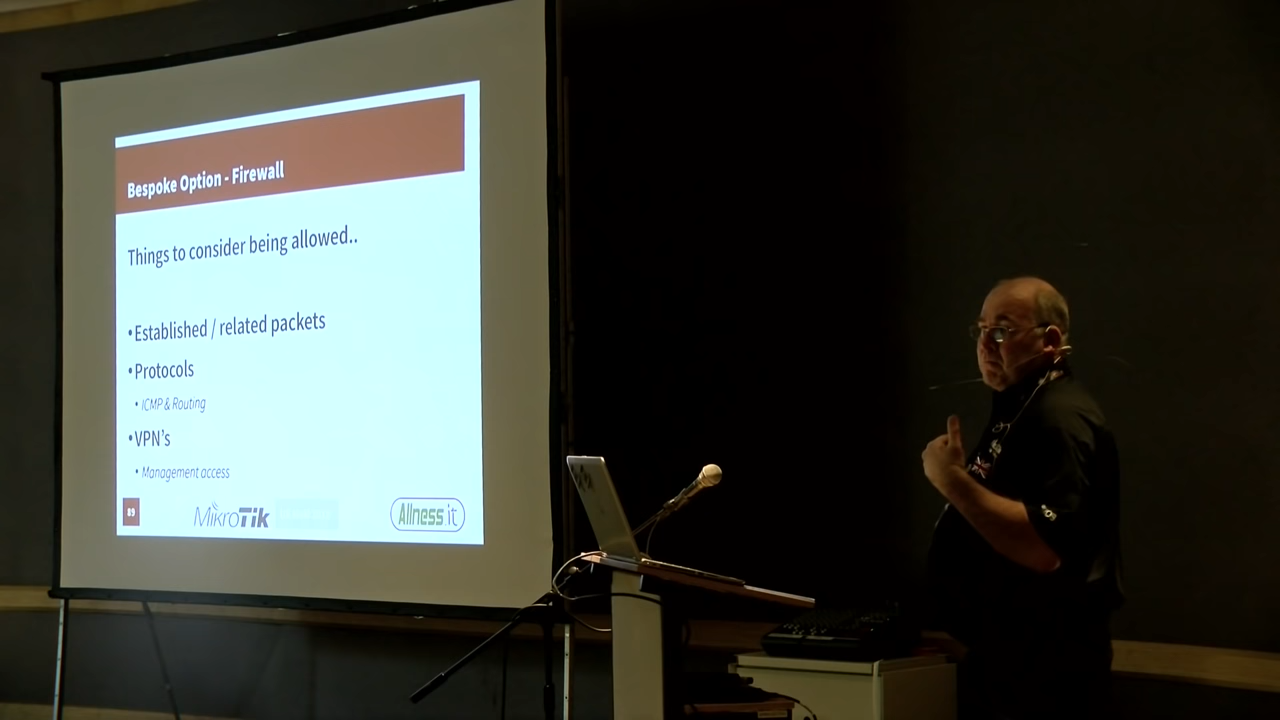 Bespoke Option - Firewall
Things to consider being allowed..
•Established / related packets
•Protocols
• ICMP & Routing
•VPN's
• Management access
89
MikroTik
Allness.it